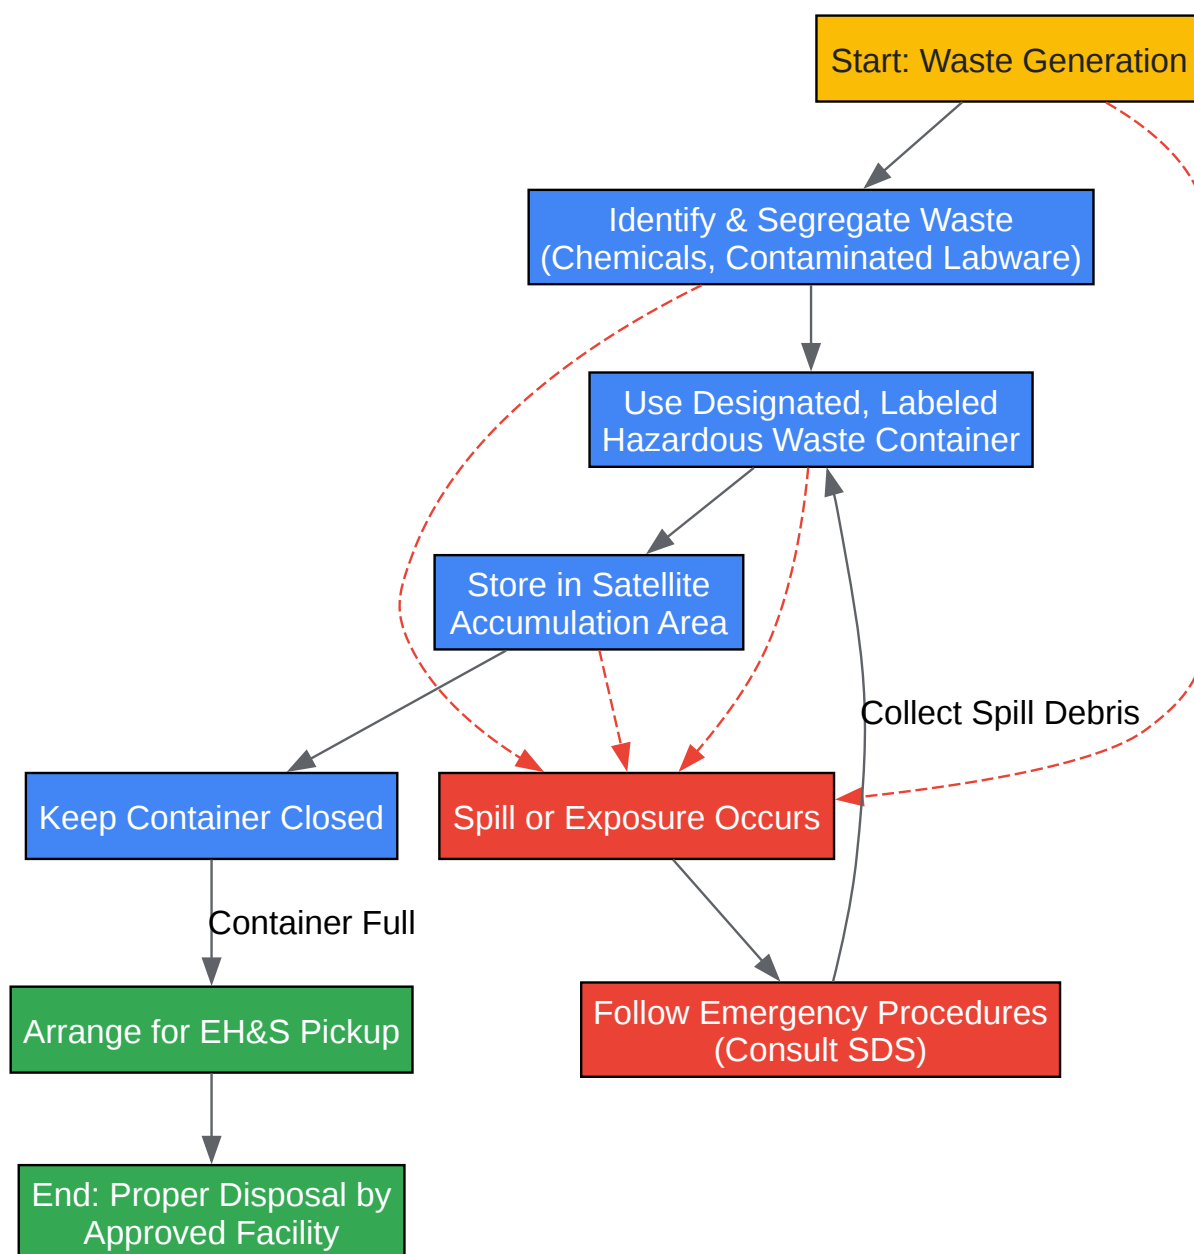 Start: Waste Generation
Identify & Segregate Waste
(Chemicals, Contaminated Labware)
Use Designated, Labeled
Hazardous Waste Container
Store in Satellite
Accumulation Area
Collect Spill Debris
Keep Container Closed
Spill or Exposure Occurs
Container Full
Arrange for EH&S Pickup
Follow Emergency Procedures
(Consult SDS)
End: Proper Disposal by
Approved Facility